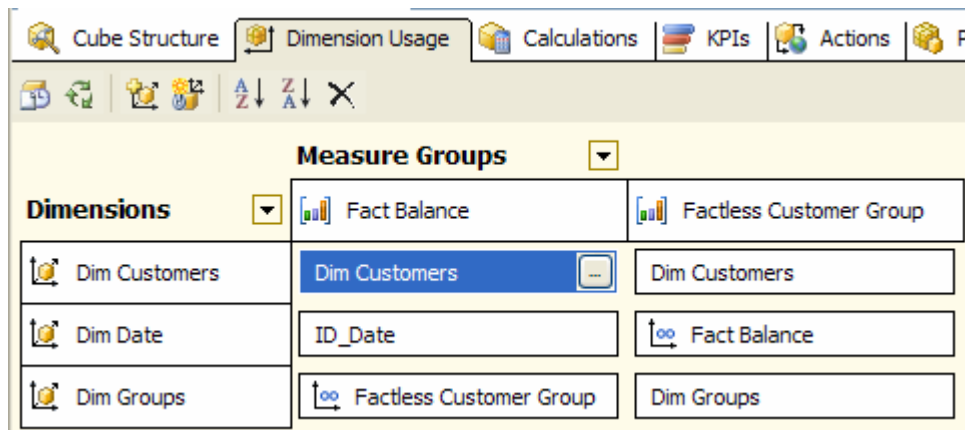 Cube Structure Dimension Usage Calculations KPIs Actions
A Z Z A
Measure Groups
Dimensions Fact Balance Factless Customer Group
Dim Customers Dim Customers ... Dim Customers
Dim Date ID_Date Fact Balance
Dim Groups Factless Customer Group Dim Groups